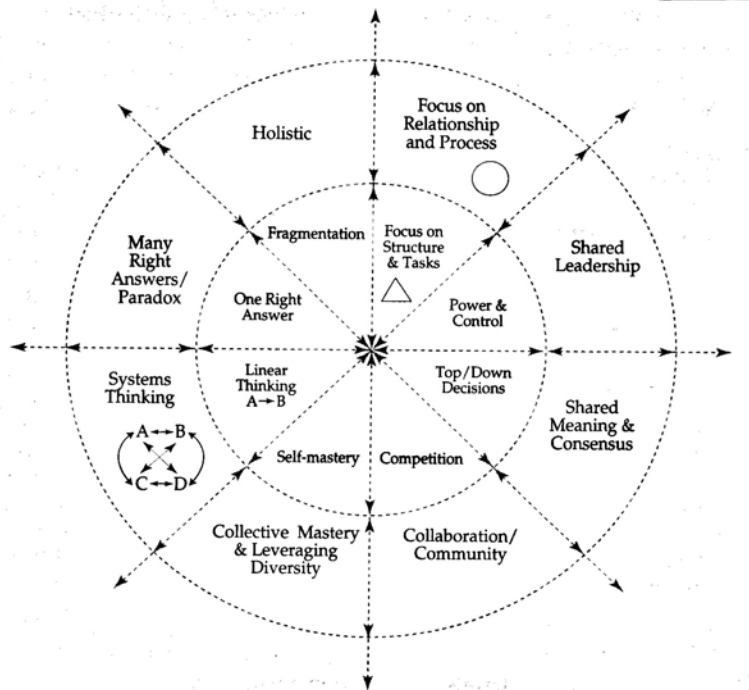 Holistic
Focus on
Relationship
and Process
Fragmentation
Focus on
Structure
& Tasks
Many
Right
Answers/
Paradox
Shared
Leadership
One Right
Answer
Power &
Control
Systems
Thinking
A ↔ B
C ↔ D
Linear
Thinking
A → B
Top/Down
Decisions
Shared
Meaning &
Consensus
Self-mastery
Competition
Collective Mastery
& Leveraging
Diversity
Collaboration/
Community